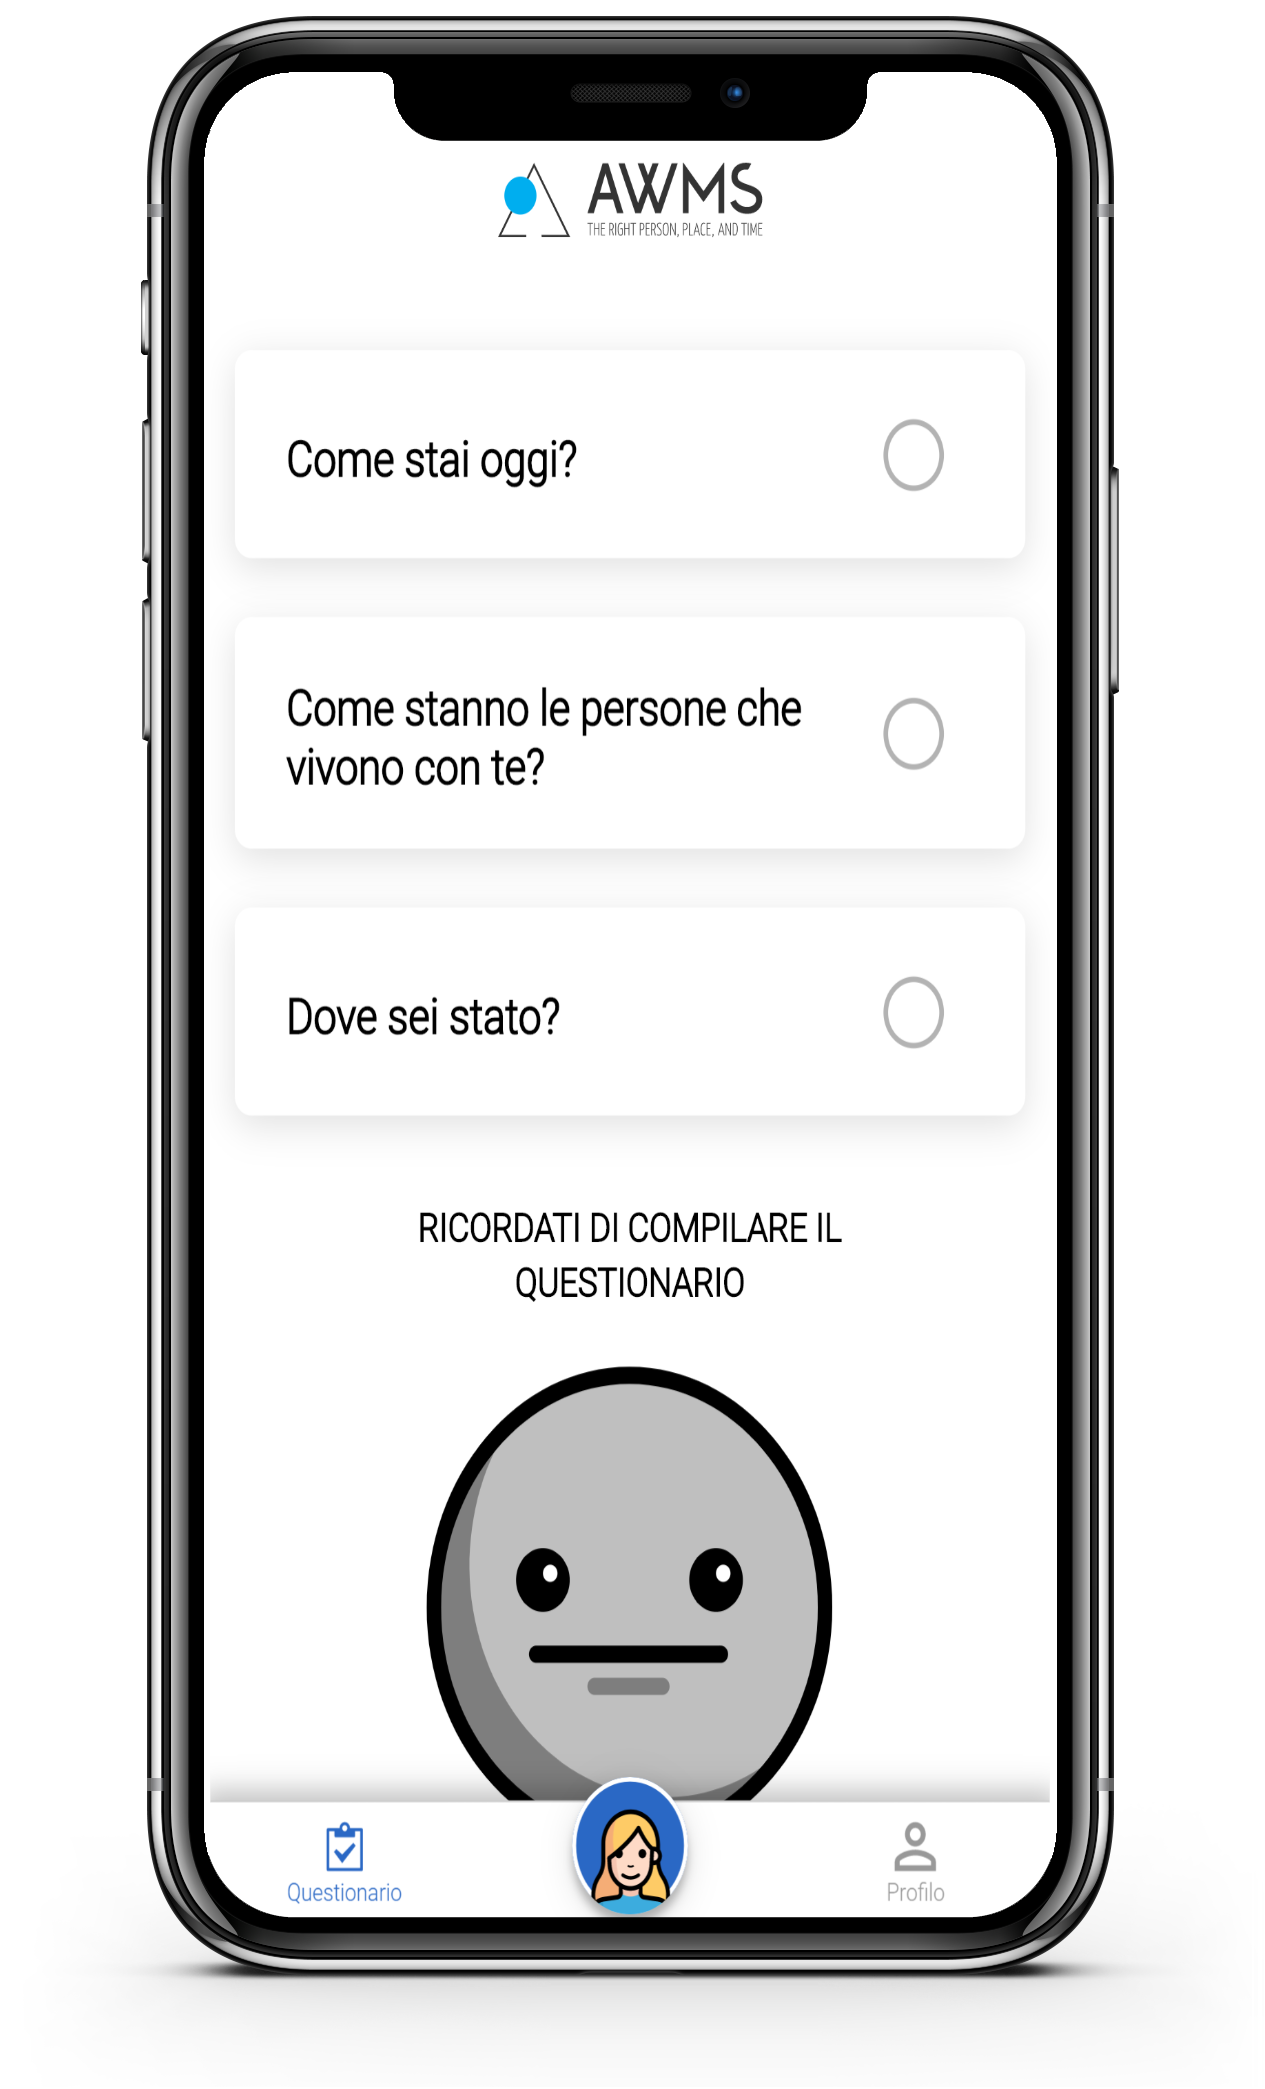 AWMS
THE RIGHT PERSON, PLACE, AND TIME
Come stai oggi?
Come stanno le persone che
vivono con te?
Dove sei stato?
RICORDATI DI COMPILARE IL
QUESTIONARIO
Questionario
Profilo